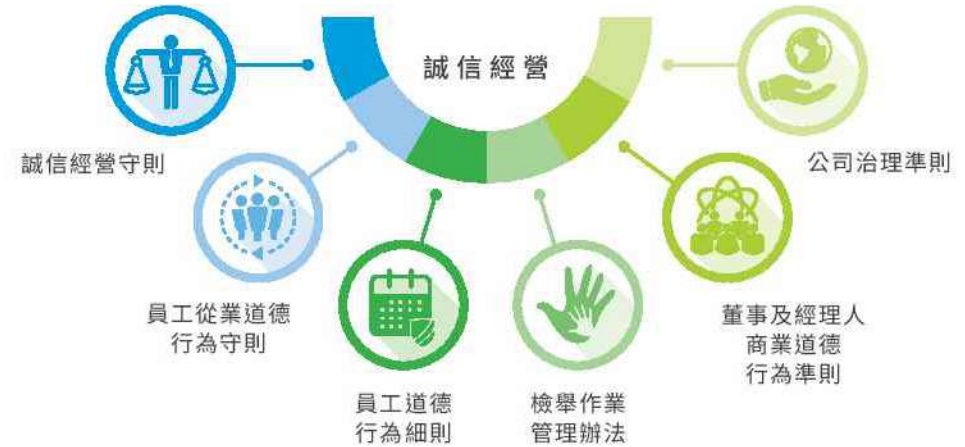 誠信經營
誠信經營守則
員工從業道德
行為守則
員工道德
行為細則
檢舉作業
管理辦法
董事及經理人
商業道德
行為準則
公司治理準則